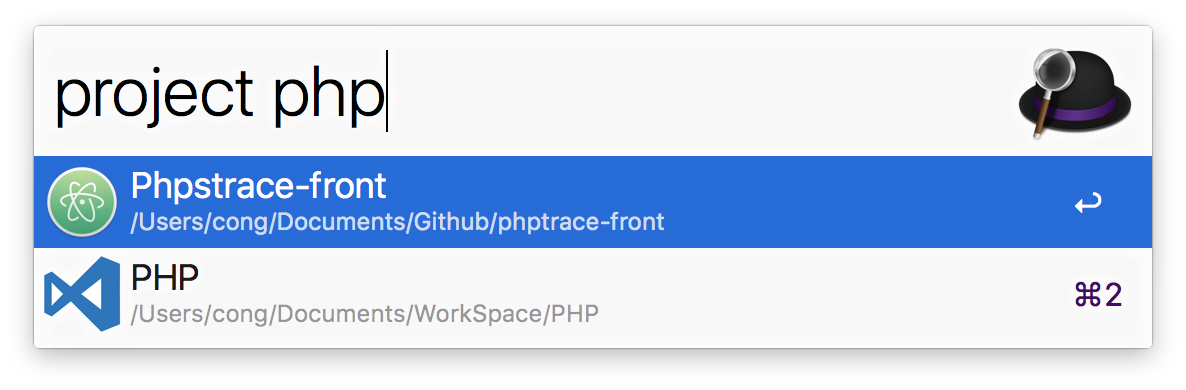 project php
Phpstrace-front
/Users/cong/Documents/Github/phptrace-front
↩
PHP
/Users/cong/Documents/WorkSpace/PHP
⌘2